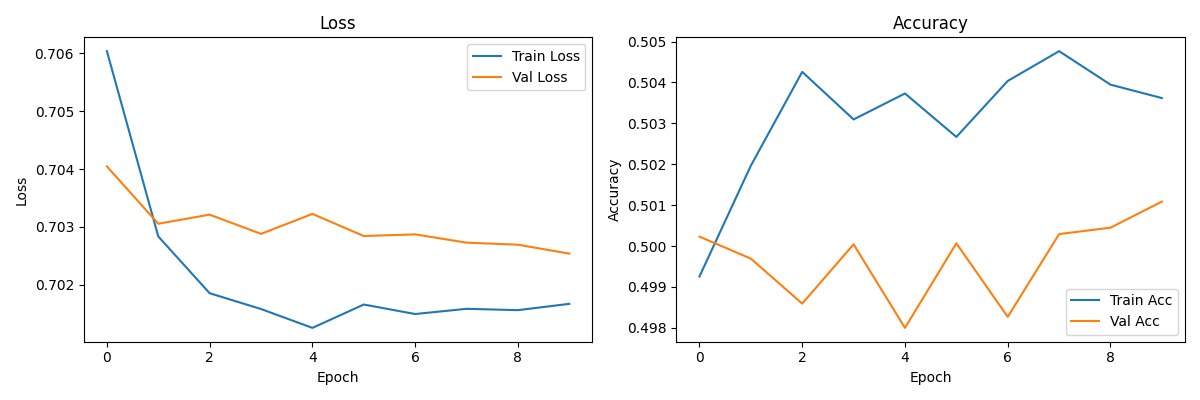 Loss
0.706
0.705
0.704
0.703
0.702
Loss
0
2
4
6
8
Epoch
Train Loss
Val Loss
Accuracy
0.505
0.504
0.503
0.502
0.501
0.500
0.499
0.498
Accuracy
0
2
4
6
8
Epoch
Train Acc
Val Acc